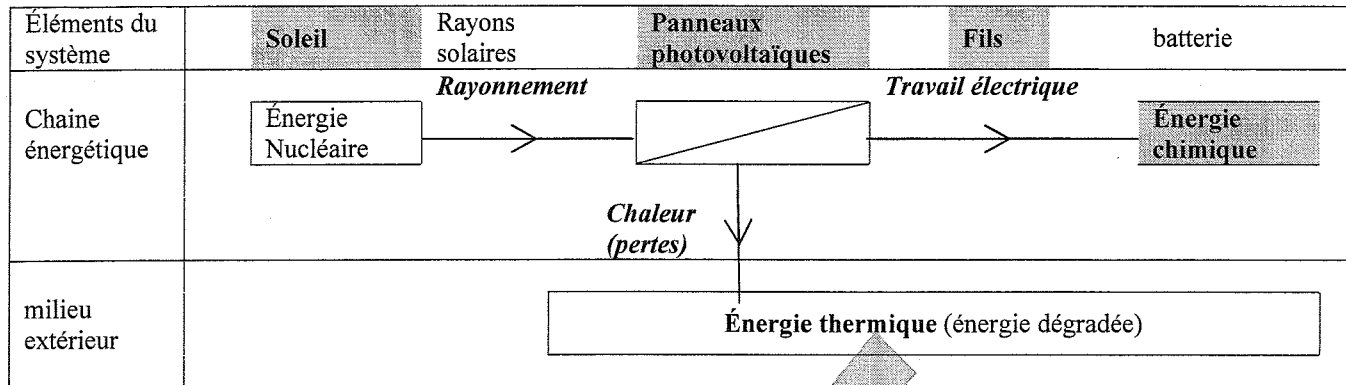 Éléments du système
Soleil
Rayons solaires
Panneaux photovoltaïques
Fils
batterie
Chaine énergétique
Rayonnement
Travail électrique
Énergie Nucléaire
Énergie chimique
Chaleur (pertes)
milieu extérieur
Énergie thermique (énergie dégradée)